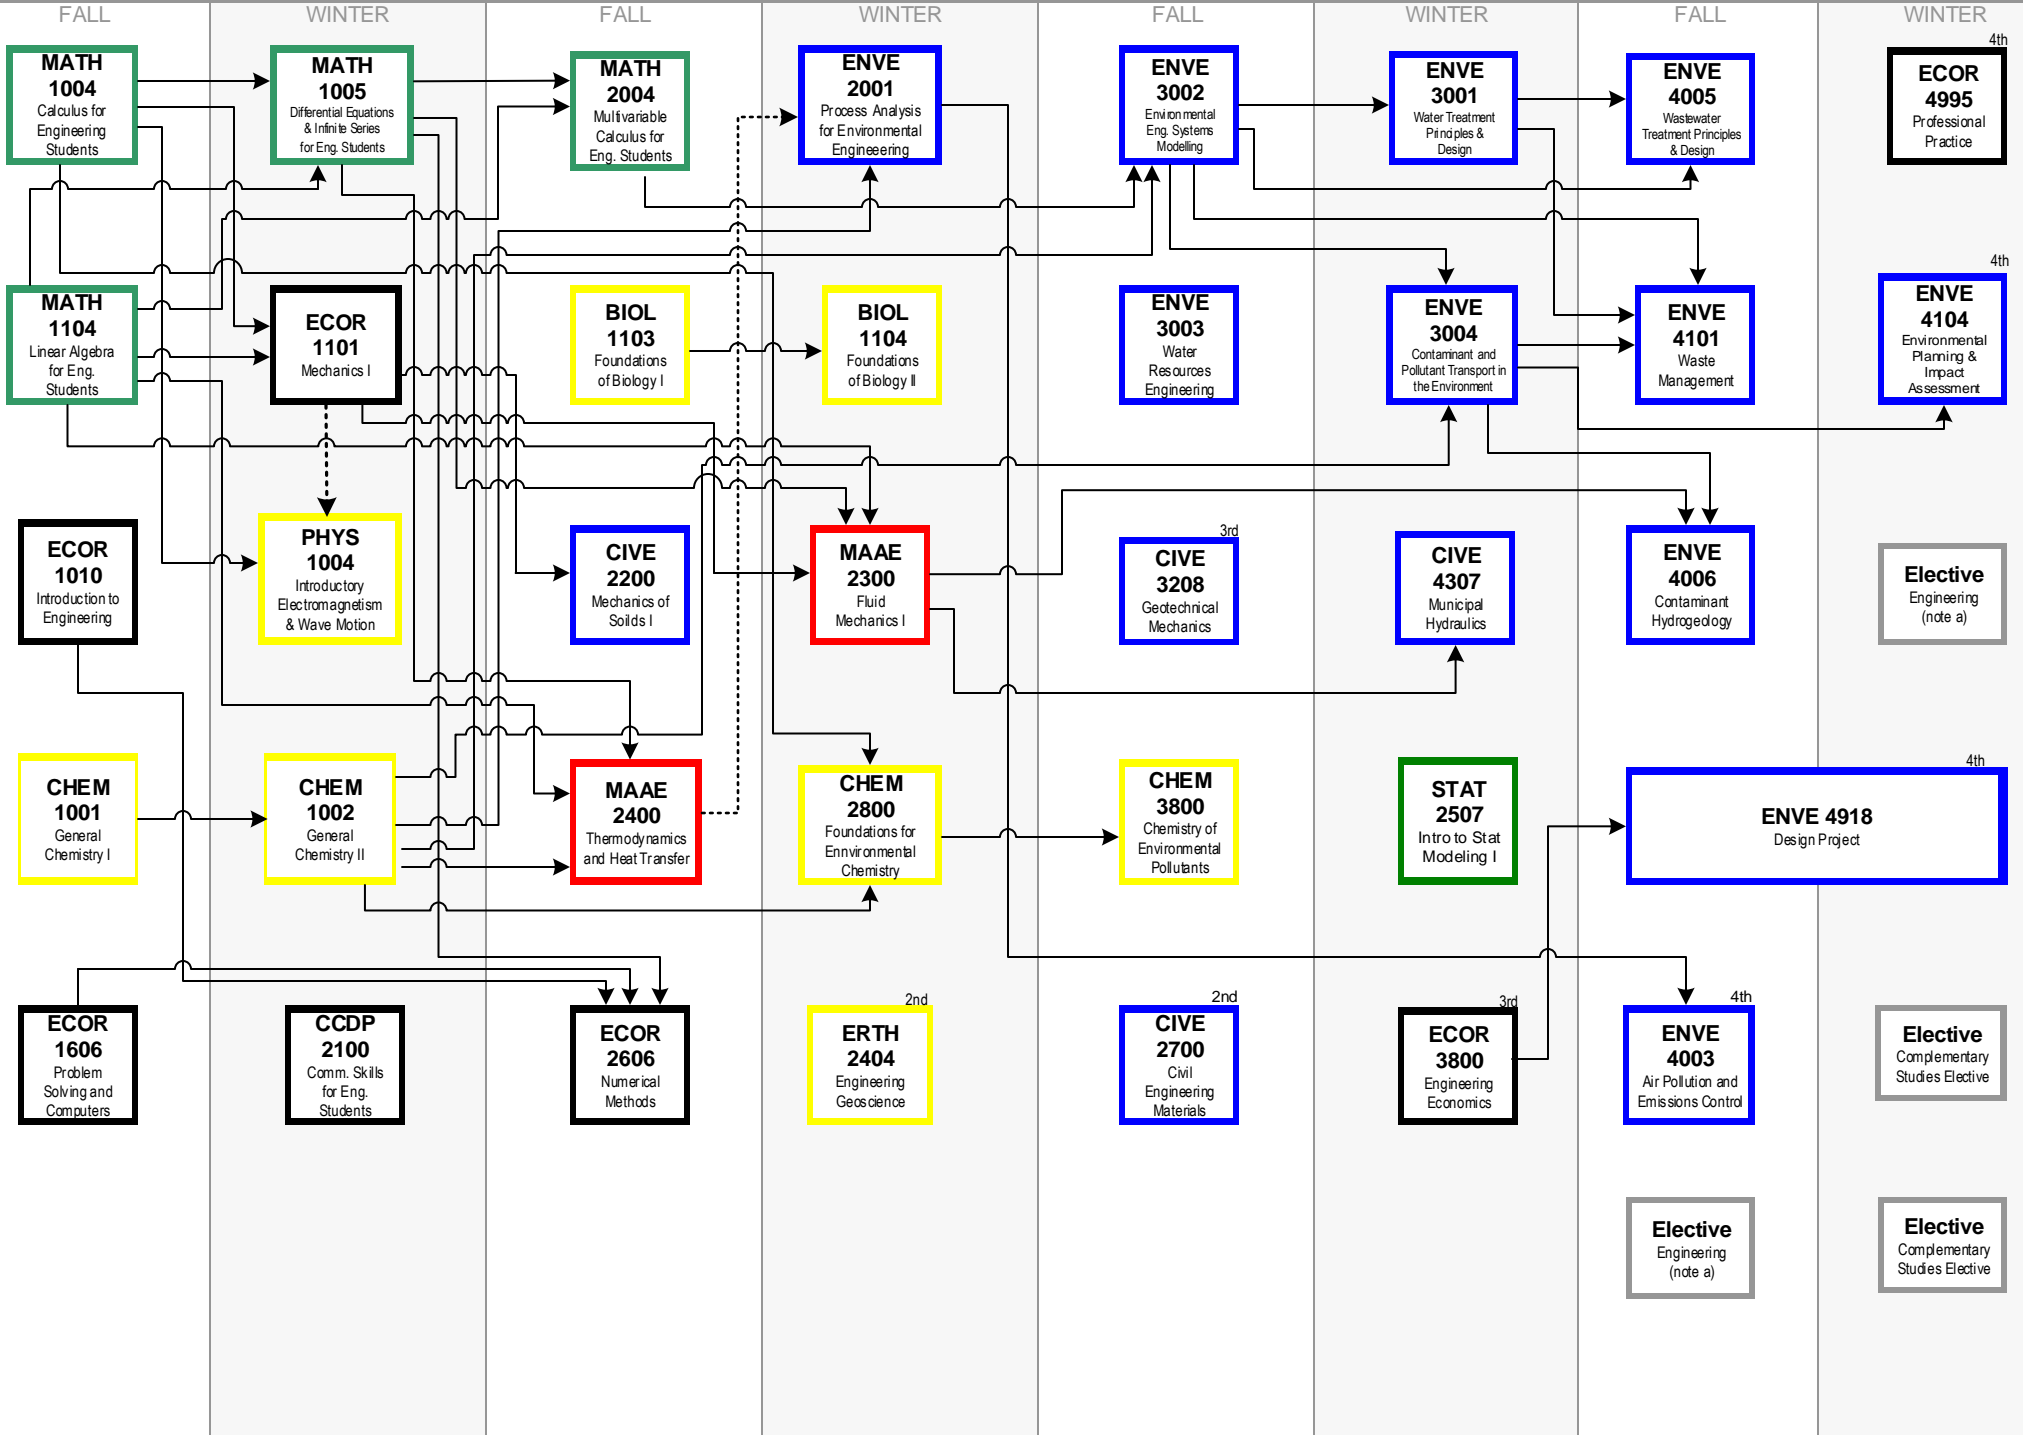 FALL
WINTER
FALL
WINTER
FALL
WINTER
FALL
WINTER
MATH
1004
Calculus for
Engineering
Students
MATH
1104
Linear Algebra
for Eng.
Students
ECOR
1010
Introduction to
Engineering
CHEM
1001
General
Chemistry I
ECOR
1606
Problem
Solving and
Computers
MATH
1005
Differential Equations
& Infinite Series
for Eng. Students
ECOR
1101
Mechanics I
PHYS
1004
Introductory
Electromagnetism
& Wave Motion
CHEM
1002
General
Chemistry II
CCDP
2100
Comm. Skills
for Eng.
Students
MATH
2004
Multivariable
Calculus for
Eng. Students
BIOL
1103
Foundations
of Biology I
CIVE
2200
Mechanics of
Soilds I
MAAE
2400
Thermodynamics
and Heat Transfer
ECOR
2606
Numerical
Methods
ENVE
2001
Process Analysis
for Environmental
Engineeering
BIOL
1104
Foundations
of Biology II
MAAE
2300
Fluid
Mechanics I
CHEM
2800
Foundations for
Ennvironmental
Chemistry
2nd
ERTH
2404
Engineering
Geoscience
ENVE
3002
Environmental
Eng. Systems
Modelling
ENVE
3003
Water
Resources
Engineering
3rd
CIVE
3208
Geotechnical
Mechanics
CHEM
3800
Chemistry of
Environmental
Pollutants
2nd
CIVE
2700
Civil
Engineering
Materials
ENVE
3001
Water Treatment
Principles &
Design
ENVE
3004
Contaminant and
Pollutant Transport in
the Environment
CIVE
4307
Municipal
Hydraulics
STAT
2507
Intro to Stat
Modeling I
3rd
ECOR
3800
Engineering
Economics
ENVE
4005
Wastewater
Treatment Principles
& Design
ENVE
4101
Waste
Management
ENVE
4006
Contaminant
Hydrogeology
4th
ENVE 4918
Design Project
4th
ENVE
4003
Air Pollution and
Emissions Control
Elective
Engineering
(note a)
4th
ECOR
4995
Professional
Practice
4th
ENVE
4104
Environmental
Planning &
Impact
Assessment
Elective
Engineering
(note a)
Elective
Complementary
Studies Elective
Elective
Complementary
Studies Elective